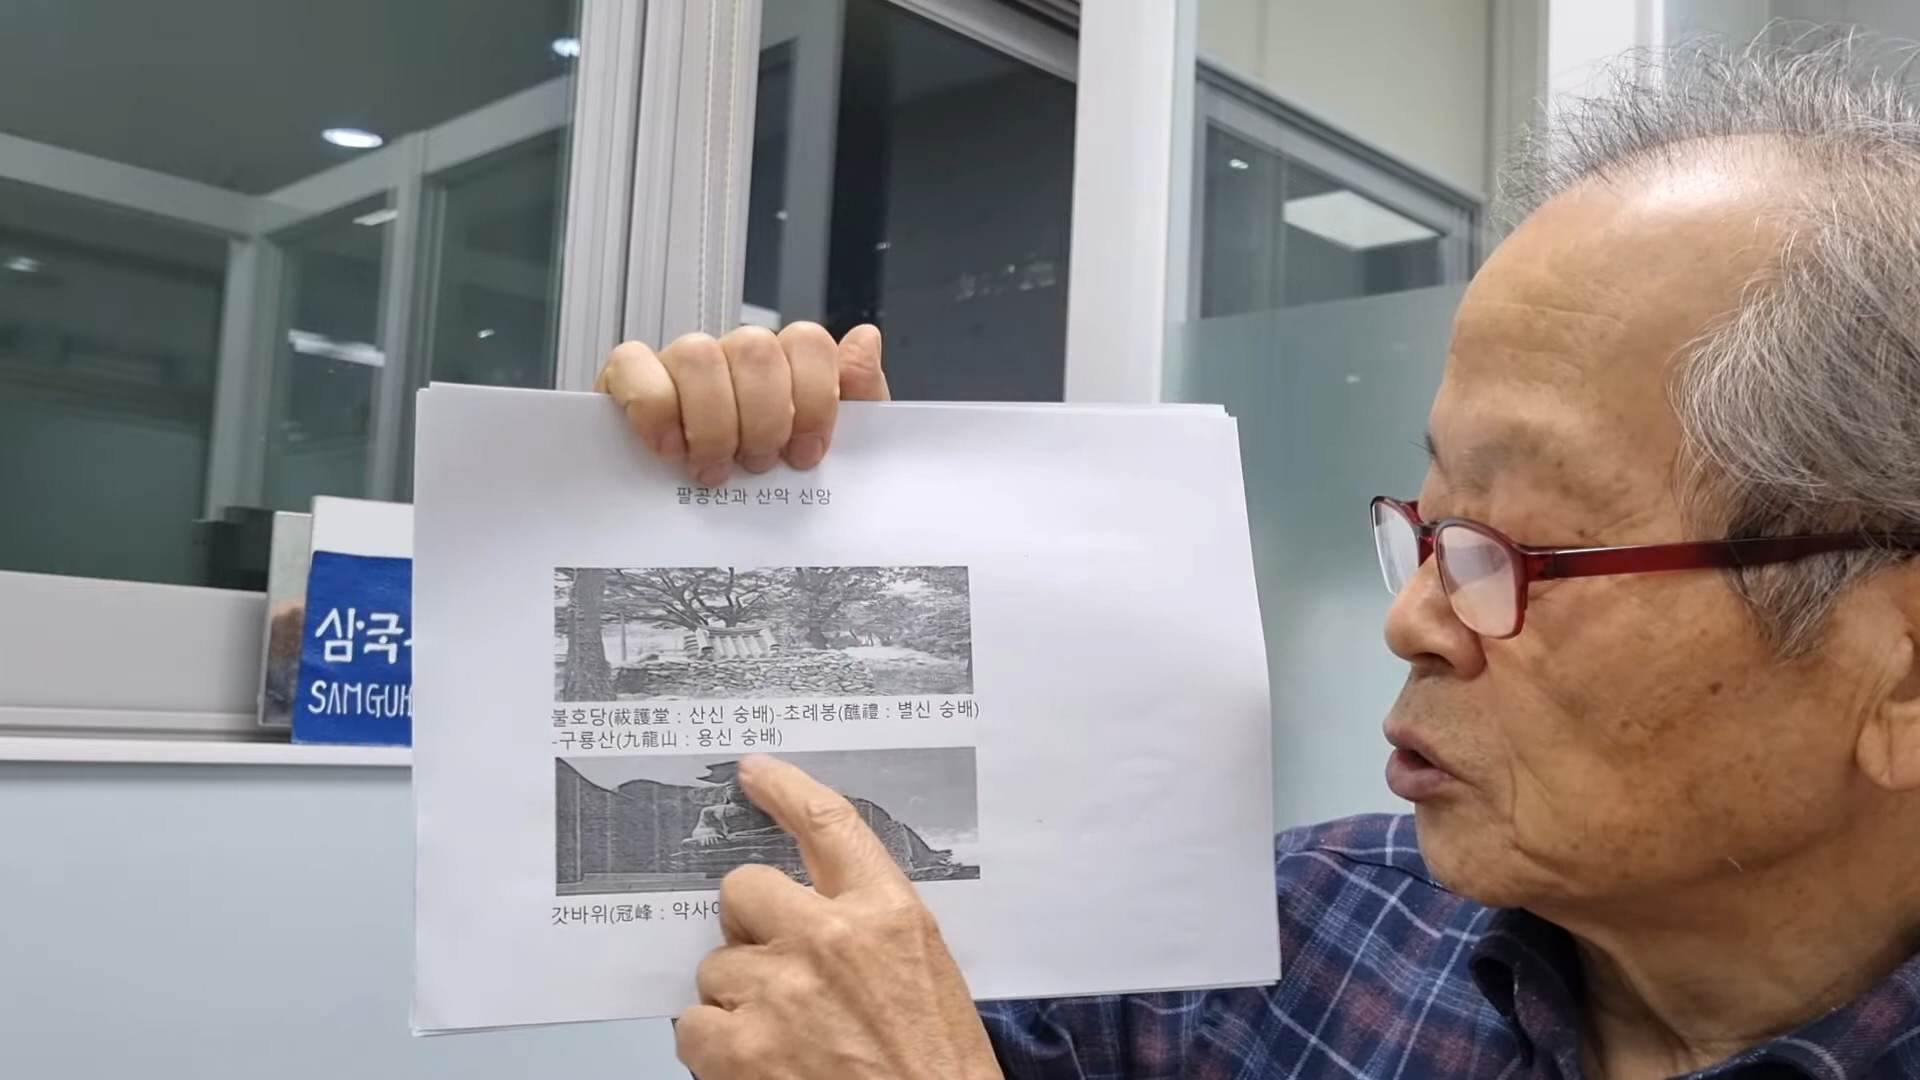 팔공산과 산악 신앙
불호당(祓護堂 : 산신 숭배)-초례봉(醮禮 : 별신 숭배)
-구룡산(九龍山 : 용신 숭배)
갓바위(冠峰 : 약사
삼국
SAMGUK